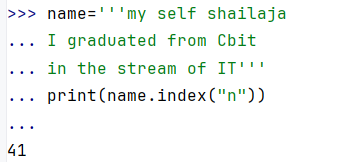 >>> name='''my self shailaja
... I graduated from Cbit
... in the stream of IT'''
... print(name.index("n"))
...
41